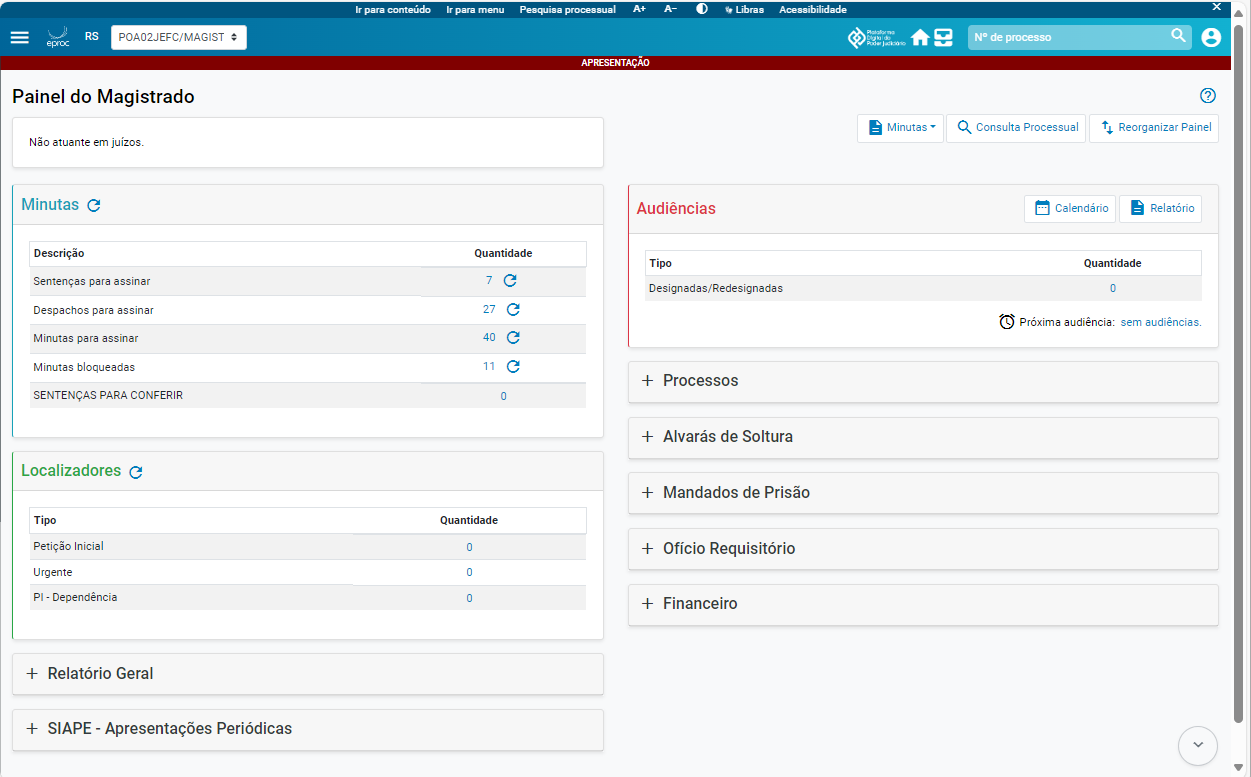 Ir para conteúdo Ir para menu Pesquisa processual A+ A− Libras Acessibilidade
eproc RS POA02JEFC/MAGIST Plataforma Digital do Poder Judiciário Nº de processo
APRESENTAÇÃO
Painel do Magistrado
Não atuante em juízos.
Minutas Consulta Processual Reorganizar Painel
Minutas
Descrição Quantidade
Sentenças para assinar 7
Despachos para assinar 27
Minutas para assinar 40
Minutas bloqueadas 11
SENTENÇAS PARA CONFERIR 0
Localizadores
Tipo Quantidade
Petição Inicial 0
Urgente 0
PI - Dependência 0
+ Relatório Geral
+ SIAPE - Apresentações Periódicas
Audiências Calendário Relatório
Tipo Quantidade
Designadas/Redesignadas 0
Próxima audiência: sem audiências.
+ Processos
+ Alvarás de Soltura
+ Mandados de Prisão
+ Ofício Requisitório
+ Financeiro